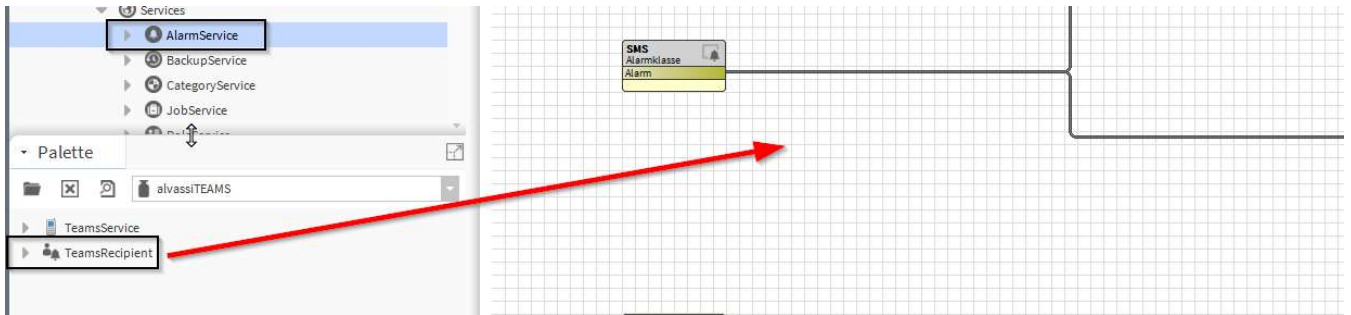 Services
AlarmService
BackupService
CategoryService
JobService
Palette
alvassiTEAMS
TeamsService
TeamsRecipient
SMS
Alarmklasse
Alarm